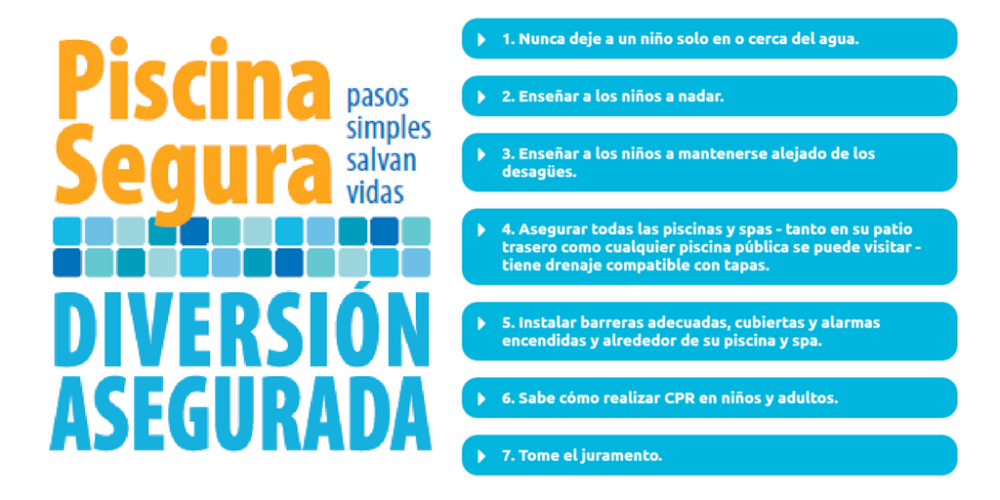 Piscina
Segura
pasos
simples
salvan
vidas
DIVERSIÓN
ASEGURADA
1. Nunca deje a un niño solo en o cerca del agua.
2. Enseñar a los niños a nadar.
3. Enseñar a los niños a mantenerse alejado de los
desagües.
4. Asegurar todas las piscinas y spas - tanto en su patio
trasero como cualquier piscina pública se puede visitar -
tiene drenaje compatible con tapas.
5. Instalar barreras adecuadas, cubiertas y alarmas
encendidas y alrededor de su piscina y spa.
6. Sabe cómo realizar CPR en niños y adultos.
7. Tome el juramento.